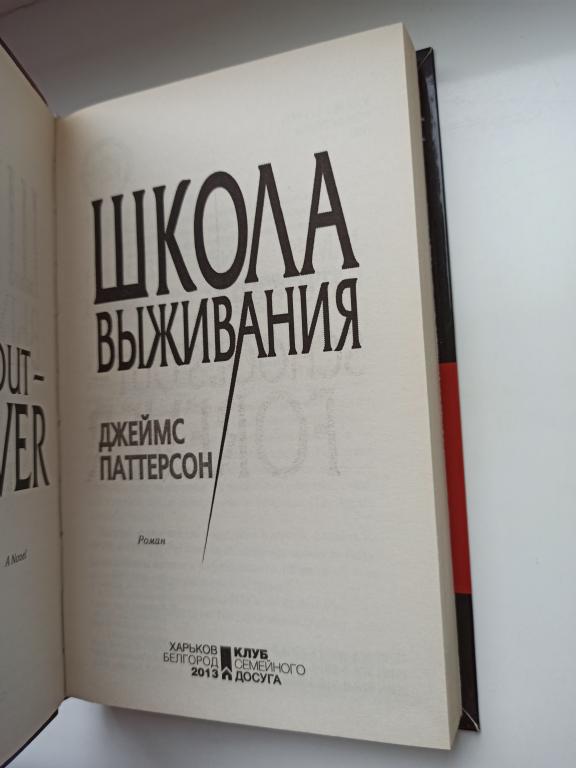 OUT–
VER
A Novel
ШКОЛА
ВЫЖИВАНИЯ
ДЖЕЙМС
ПАТТЕРСОН
Роман
ХАРЬКОВ
БЕЛГОРОД
2013
КЛУБ
СЕМЕЙНОГО
ДОСУГА